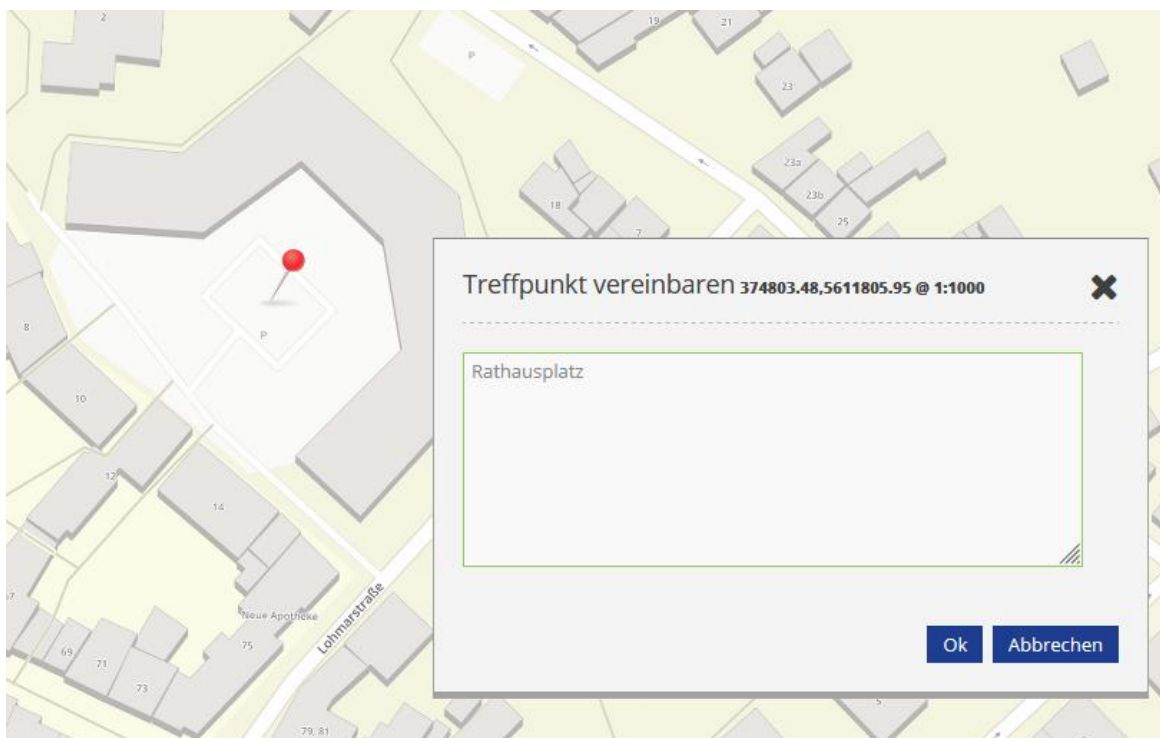 2
19
21
P
23
23a
18
23b
7
25
Treffpunkt vereinbaren 374803.48,5611805.95 @ 1:1000
P
8
Rathausplatz
10
12
14
Neue Apotheke
Lohmarstraße
69
75
71
73
Ok Abbrechen
5
79, 81